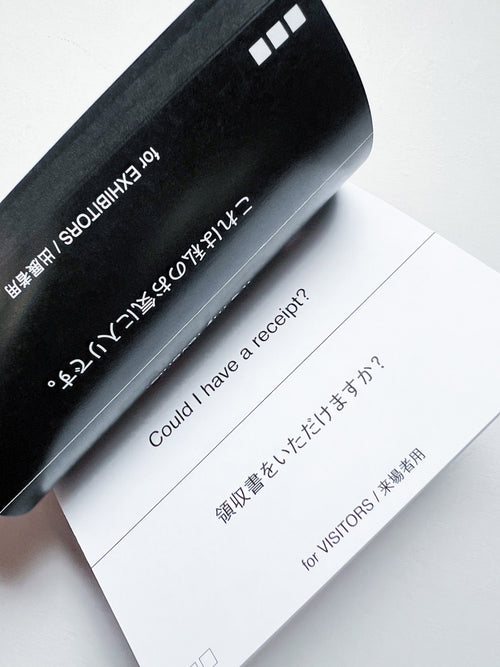 for EXHIBITORS / 出展者用
これは私のお気に入りです。
Could I have a receipt?
領収書をいただけますか？
for VISITORS / 来場者用